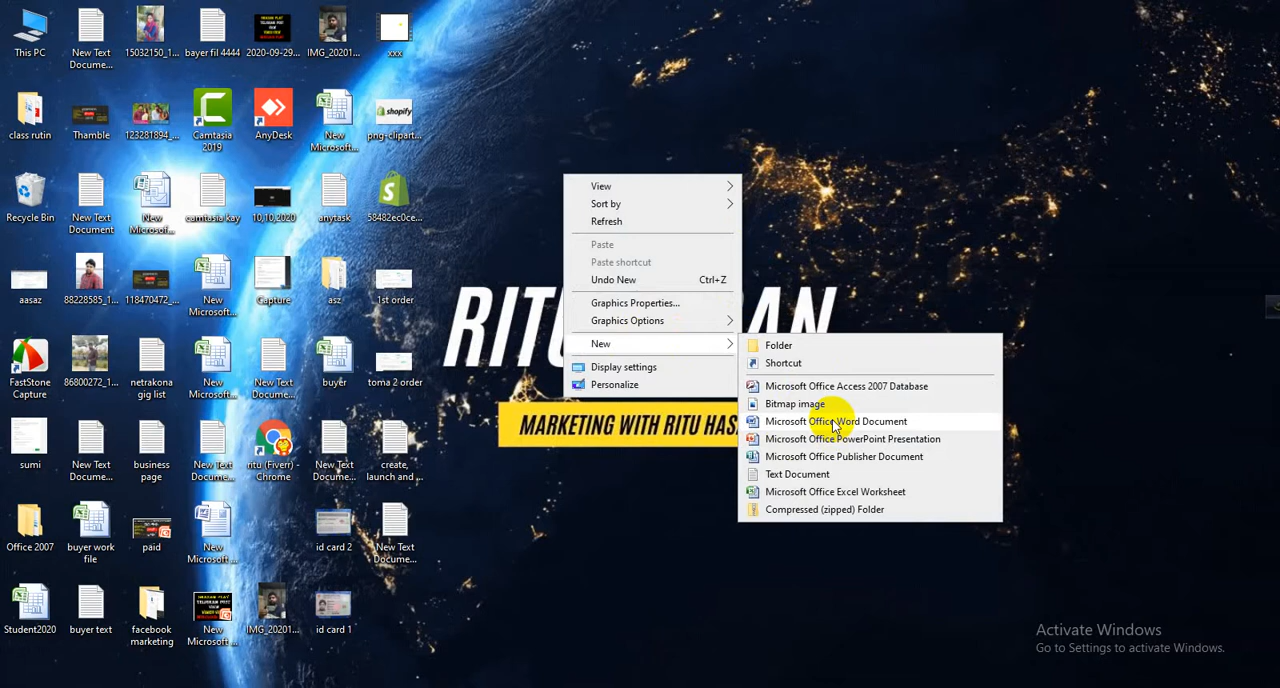 This PC
New Text
Docume...
15032150_1...
bayer fil 4444
2020-09-29...
IMG_20201...
xxx
class rutin
Thamble
123281894_...
Camtasia
2019
AnyDesk
New
Microsoft...
shopify
png-clipart...
Recycle Bin
New Text
Document
New
Microsof...
camtasia kay
10,10,2020
anytask
58482ec0ce...
aasaz
88228585_1...
118470472_...
New
Microsoft...
Capture
asz
1st order
FastStone
Capture
86800272_1...
netrakona
gig list
New
Microsoft...
New Text
Docume...
buyer
toma 2 order
sumi
New Text
Docume...
business
page
New Text
Docume...
ritu (Fiverr) -
Chrome
New Text
Docume...
create,
launch and ...
Office 2007
buyer work
file
paid
New
Microsoft ...
id card 2
New Text
Docume...
Student2020
buyer text
facebook
marketing
New
Microsoft ...
IMG_20201...
id card 1
View
Sort by
Refresh
Paste
Paste shortcut
Undo New Ctrl+Z
Graphics Properties...
Graphics Options
New
Display settings
Personalize
Folder
Shortcut
Microsoft Office Access 2007 Database
Bitmap image
Microsoft Office Word Document
Microsoft Office PowerPoint Presentation
Microsoft Office Publisher Document
Text Document
Microsoft Office Excel Worksheet
Compressed (zipped) Folder
MARKETING WITH RITU HAS
Activate Windows
Go to Settings to activate Windows.